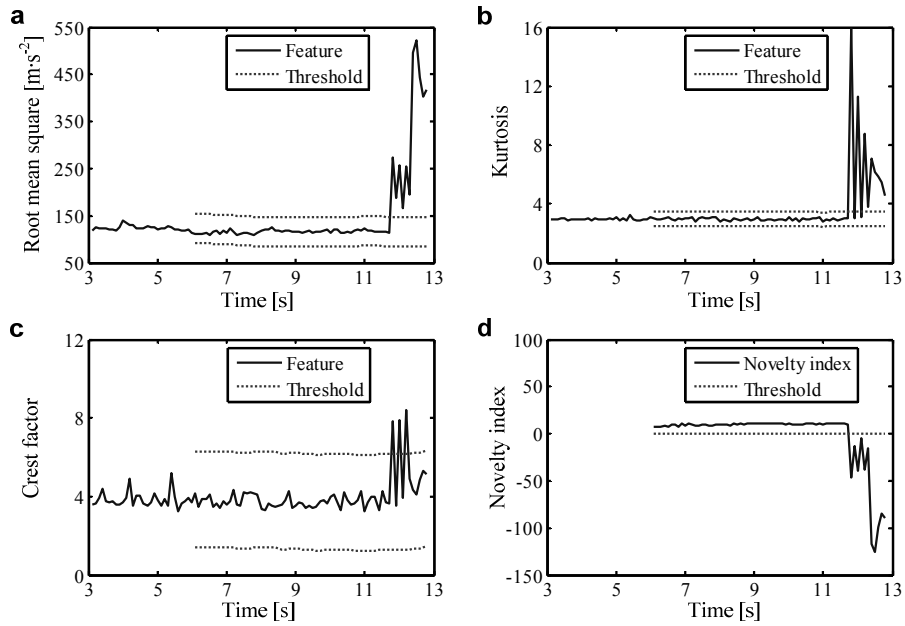 a
Root mean square [m·s⁻²]
550
450
350
250
150
50
Feature
Threshold
3 5 7 9 11 13
Time [s]
b
Kurtosis
16
12
8
4
0
Feature
Threshold
3 5 7 9 11 13
Time [s]
c
Crest factor
12
8
4
0
Feature
Threshold
3 5 7 9 11 13
Time [s]
d
Novelty index
100
50
0
-50
-100
-150
Novelty index
Threshold
3 5 7 9 11 13
Time [s]